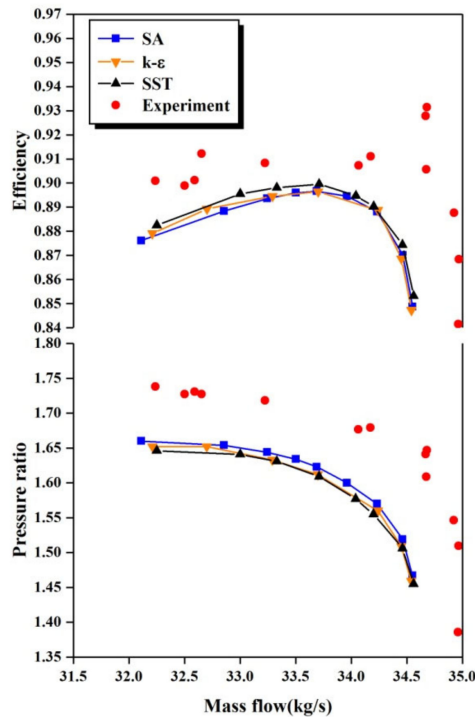 0.97
0.96
0.95
0.94
0.93
0.92
0.91
0.90
0.89
0.88
0.87
0.86
0.85
0.84
Efficiency
SA
k-ε
SST
Experiment
1.75
1.70
1.65
1.60
1.55
1.50
1.45
1.40
1.35
Pressure ratio
31.5 32.0 32.5 33.0 33.5 34.0 34.5 35.0
Mass flow(kg/s)